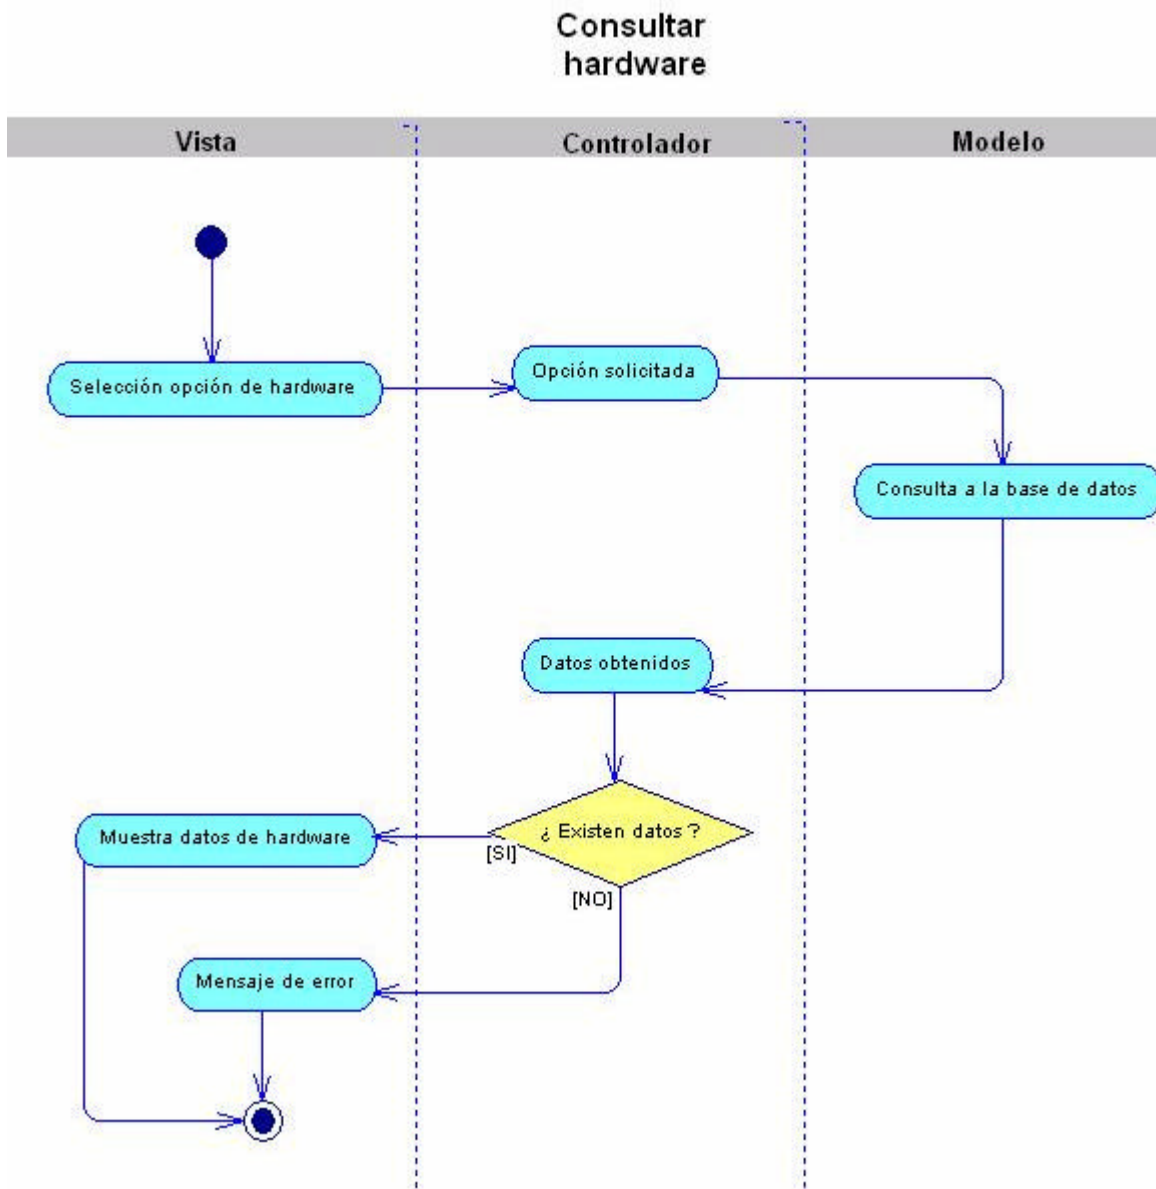 Consultar
hardware
Vista
Controlador
Modelo
Selección opción de hardware
Opción solicitada
Consulta a la base de datos
Datos obtenidos
¿ Existen datos ?
Muestra datos de hardware
[SI]
[NO]
Mensaje de error